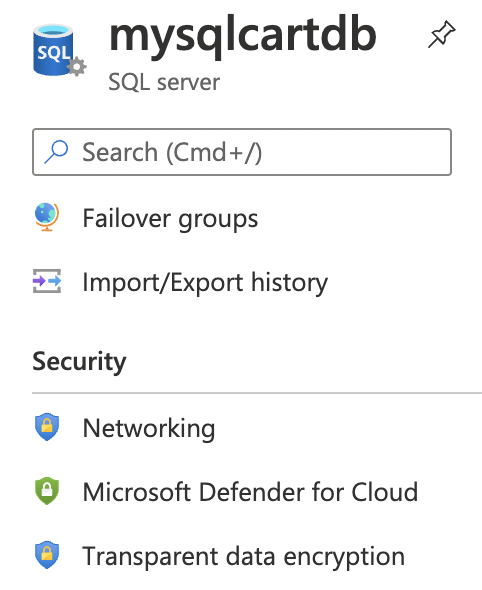 mysqlcartdb
SQL
SQL server
Search (Cmd+/)
Failover groups
Import/Export history
Security
Networking
Microsoft Defender for Cloud
Transparent data encryption